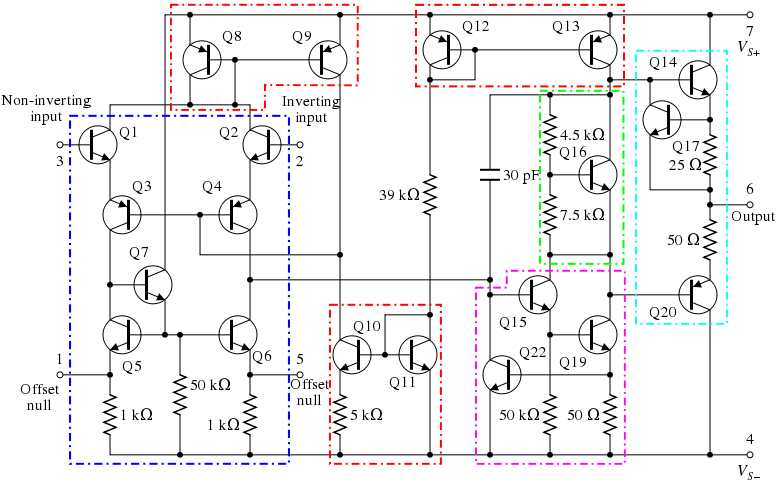 Q8
Q9
Q12
Q13
7
V_S+
Q14
Non-inverting
input
Inverting
input
Q1
Q2
3
2
4.5 kΩ
Q16
Q17
25 Ω
30 pF
Q3
Q4
39 kΩ
7.5 kΩ
6
Output
50 Ω
Q7
Q15
Q20
Q10
Q11
Q22
Q19
1
Q5
Q6
5
Offset
null
Offset
null
50 kΩ
1 kΩ
1 kΩ
5 kΩ
50 kΩ
50 Ω
4
V_S−